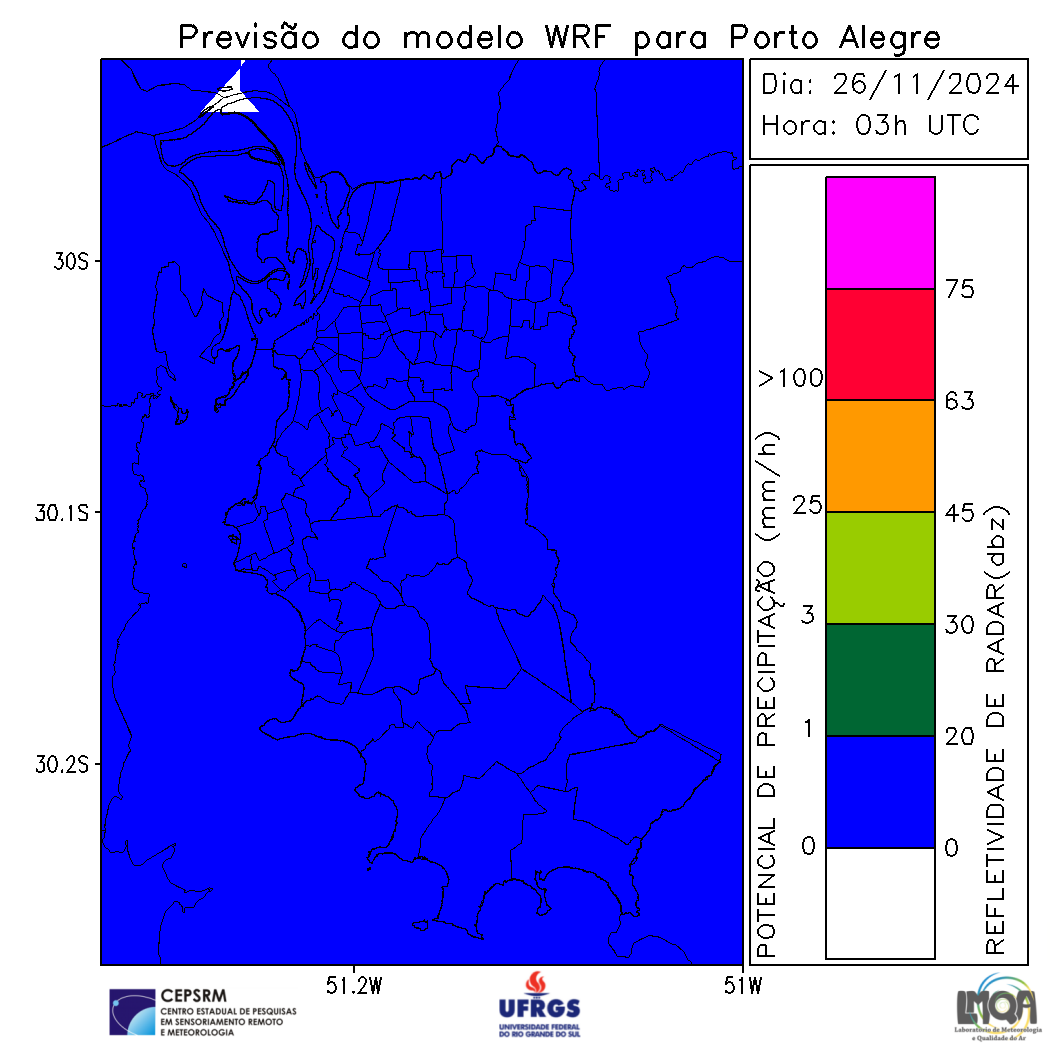 Previsão do modelo WRF para Porto Alegre
Dia: 26/11/2024
Hora: 03h UTC
30S
30.1S
30.2S
51.2W
51W
POTENCIAL DE PRECIPITAÇÃO (mm/h)
>100
25
3
1
0
75
63
45
30
20
0
REFLETIVIDADE DE RADAR(dbz)
CEPSRM
CENTRO ESTADUAL DE PESQUISAS
EM SENSORIAMENTO REMOTO
E METEOROLOGIA
UFRGS
UNIVERSIDADE FEDERAL
DO RIO GRANDE DO SUL
LMQA
Laboratório de Meteorologia
e Qualidade do Ar